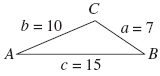 C
b = 10
a = 7
A
B
c = 15